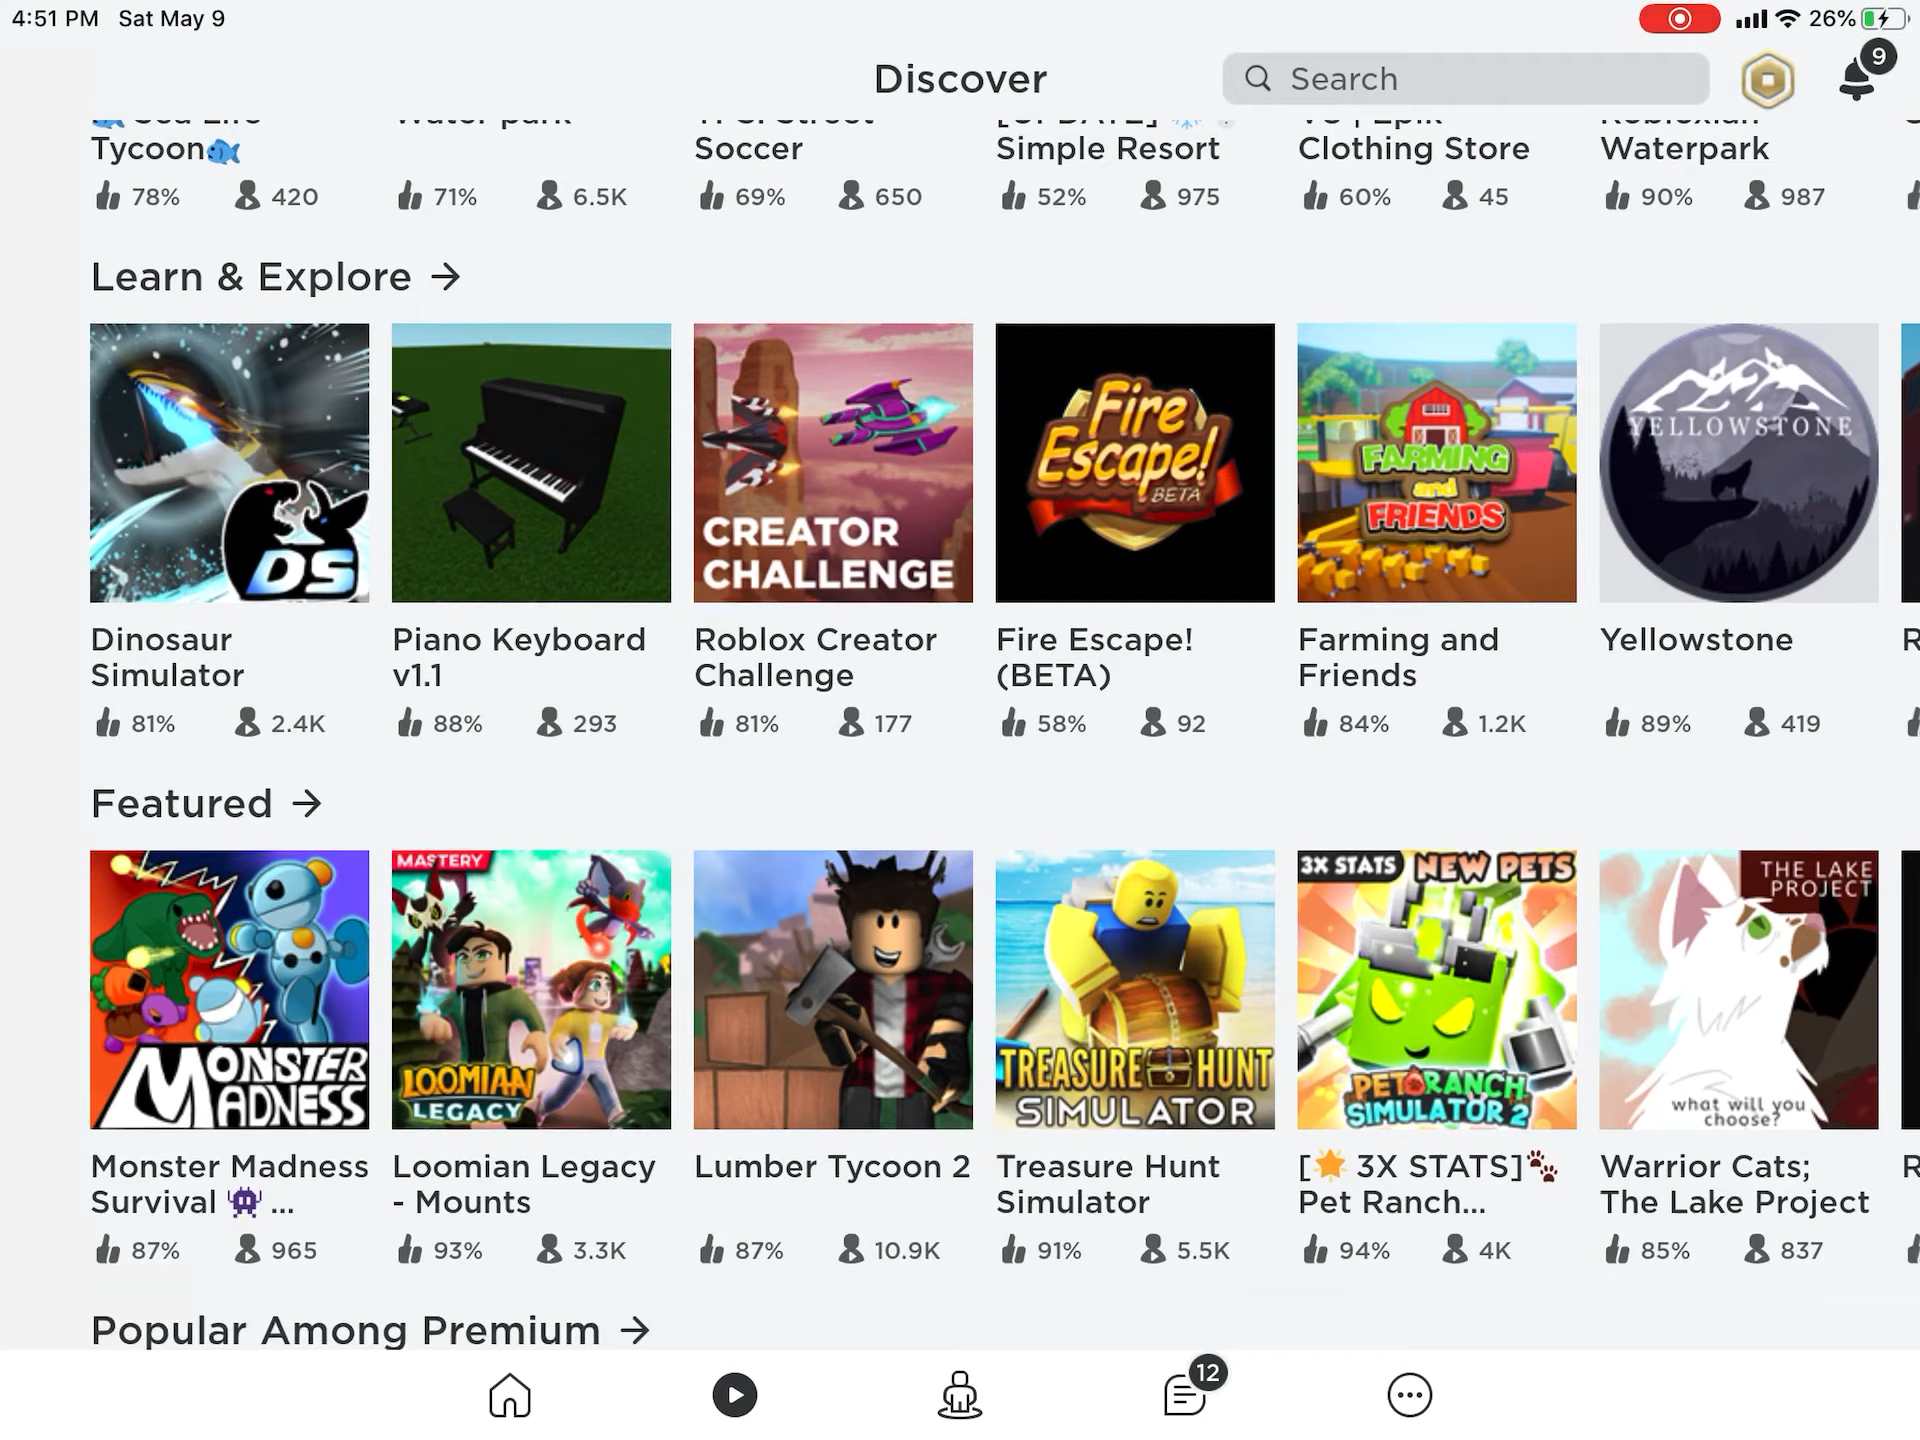 4:51 PM Sat May 9
26%
Discover
Search
9
Tycoon
Soccer
Simple Resort
Clothing Store
Waterpark
78% 420
71% 6.5K
69% 650
52% 975
60% 45
90% 987
Learn & Explore →
DS
CREATOR
CHALLENGE
Fire
Escape!
BETA
FARMING
and
FRIENDS
YELLOWSTONE
Dinosaur
Simulator
81% 2.4K
Piano Keyboard
v1.1
88% 293
Roblox Creator
Challenge
81% 177
Fire Escape!
(BETA)
58% 92
Farming and
Friends
84% 1.2K
Yellowstone
89% 419
Featured →
MONSTER
MADNESS
MASTERY
LOOMIAN
LEGACY
TREASURE HUNT
SIMULATOR
3X STATS NEW PETS
PET RANCH
SIMULATOR 2
THE LAKE
PROJECT
what will you
choose?
Monster Madness
Survival 👾 ...
87% 965
Loomian Legacy
- Mounts
93% 3.3K
Lumber Tycoon 2
87% 10.9K
Treasure Hunt
Simulator
91% 5.5K
[🌟 3X STATS]🐾
Pet Ranch...
94% 4K
Warrior Cats;
The Lake Project
85% 837
Popular Among Premium →
12